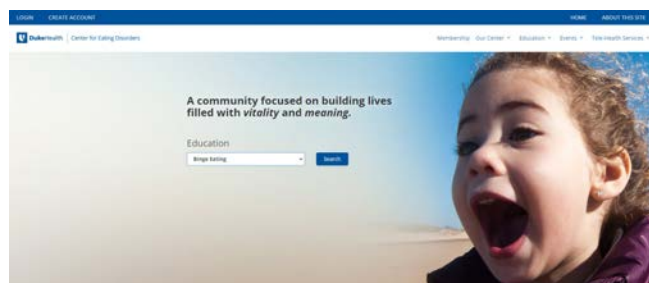 LOGIN CREATE ACCOUNT HOME ABOUT THIS SITE
DukeHealth Center for Eating Disorders Membership Our Center Education Events Tele Health Services
A community focused on building lives
filled with vitality and meaning.
Education
Binge Eating Search